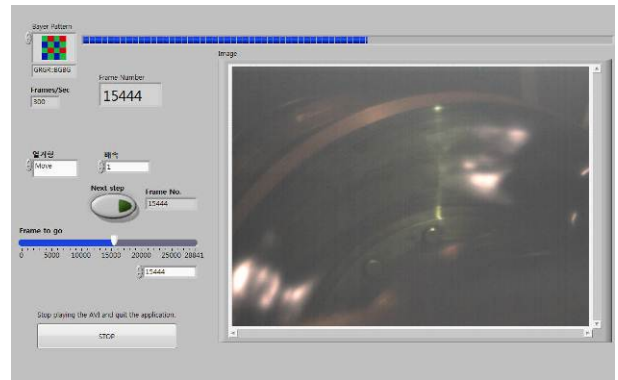 Bayer Pattern
GRGR:BGBG
Image
Frame Number
15444
Frames/Sec
300
열거형
배속
Move
1
Next step
Frame No.
15444
Frame to go
0 5000 10000 15000 20000 25000 28841
15444
Stop playing the AVI and quit the application.
STOP